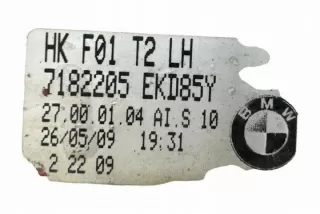 HK F01 T2 LH
7182205 EKD85Y
27.00.01.04 AI.S 10
26/05/09 19:31
2 22 09
BMW